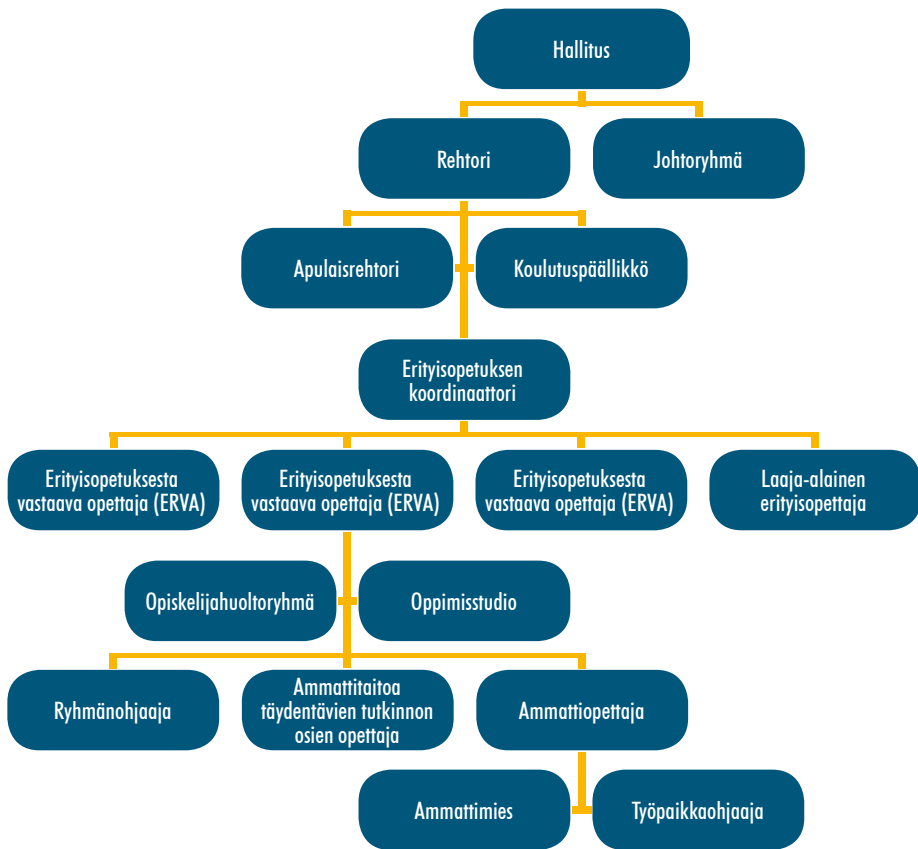 Hallitus
Rehtori
Johtoryhmä
Apulaisrehtori
Koulutuspäällikkö
Erityisopetuksen
koordinaattori
Erityisopetuksesta
vastaava opettaja (ERVA)
Erityisopetuksesta
vastaava opettaja (ERVA)
Erityisopetuksesta
vastaava opettaja (ERVA)
Laaja-alainen
erityisopettaja
Opiskelijahuoltoryhmä
Oppimisstudio
Ryhmänohjaaja
Ammattitaitoa
täydentävien tutkinnon
osien opettaja
Ammattiopettaja
Ammattimies
Työpaikkaohjaaja